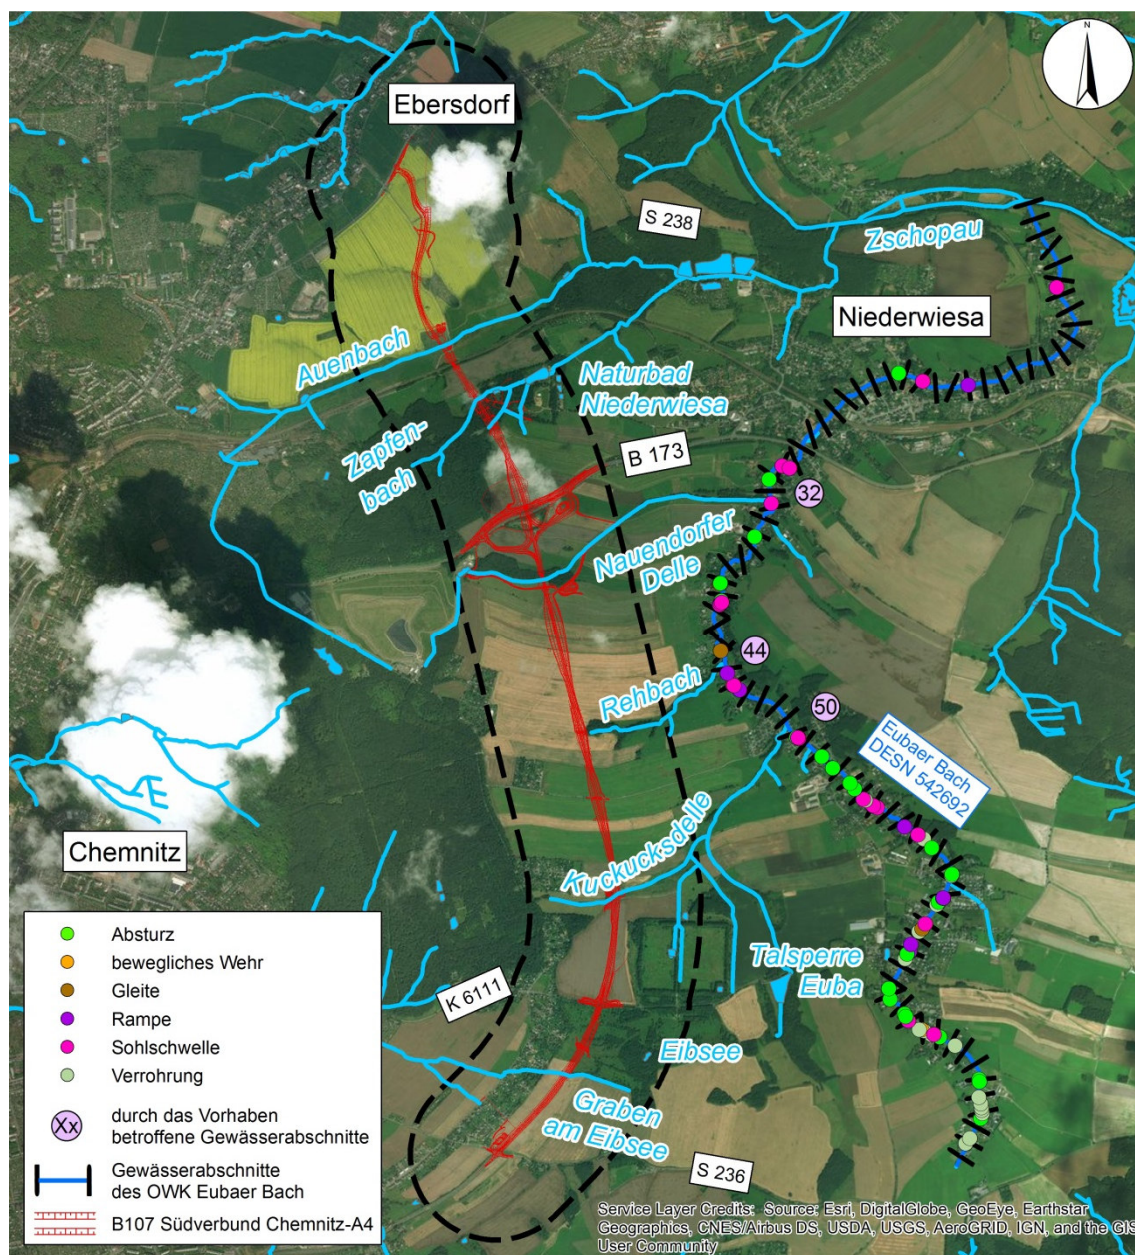 N
Ebersdorf
S 238
Zschopau
Niederwiesa
Auenbach
Naturbad
Niederwiesa
Zapfen-
bach
B 173
32
Nauendorfer
Delle
44
Rehbach
50
Eubaer Bach
DESN 542692
Chemnitz
Kuckucksdelle
Talsperre
Euba
K 6111
Eibsee
Graben
am Eibsee
S 236
Absturz
bewegliches Wehr
Gleite
Rampe
Sohlschwelle
Verrohrung
Xx
durch das Vorhaben
betroffene Gewässerabschnitte
Gewässerabschnitte
des OWK Eubaer Bach
B107 Südverbund Chemnitz-A4
Service Layer Credits: Source: Esri, DigitalGlobe, GeoEye, Earthstar
Geographics, CNES/Airbus DS, USDA, USGS, AeroGRID, IGN, and the GIS
User Community